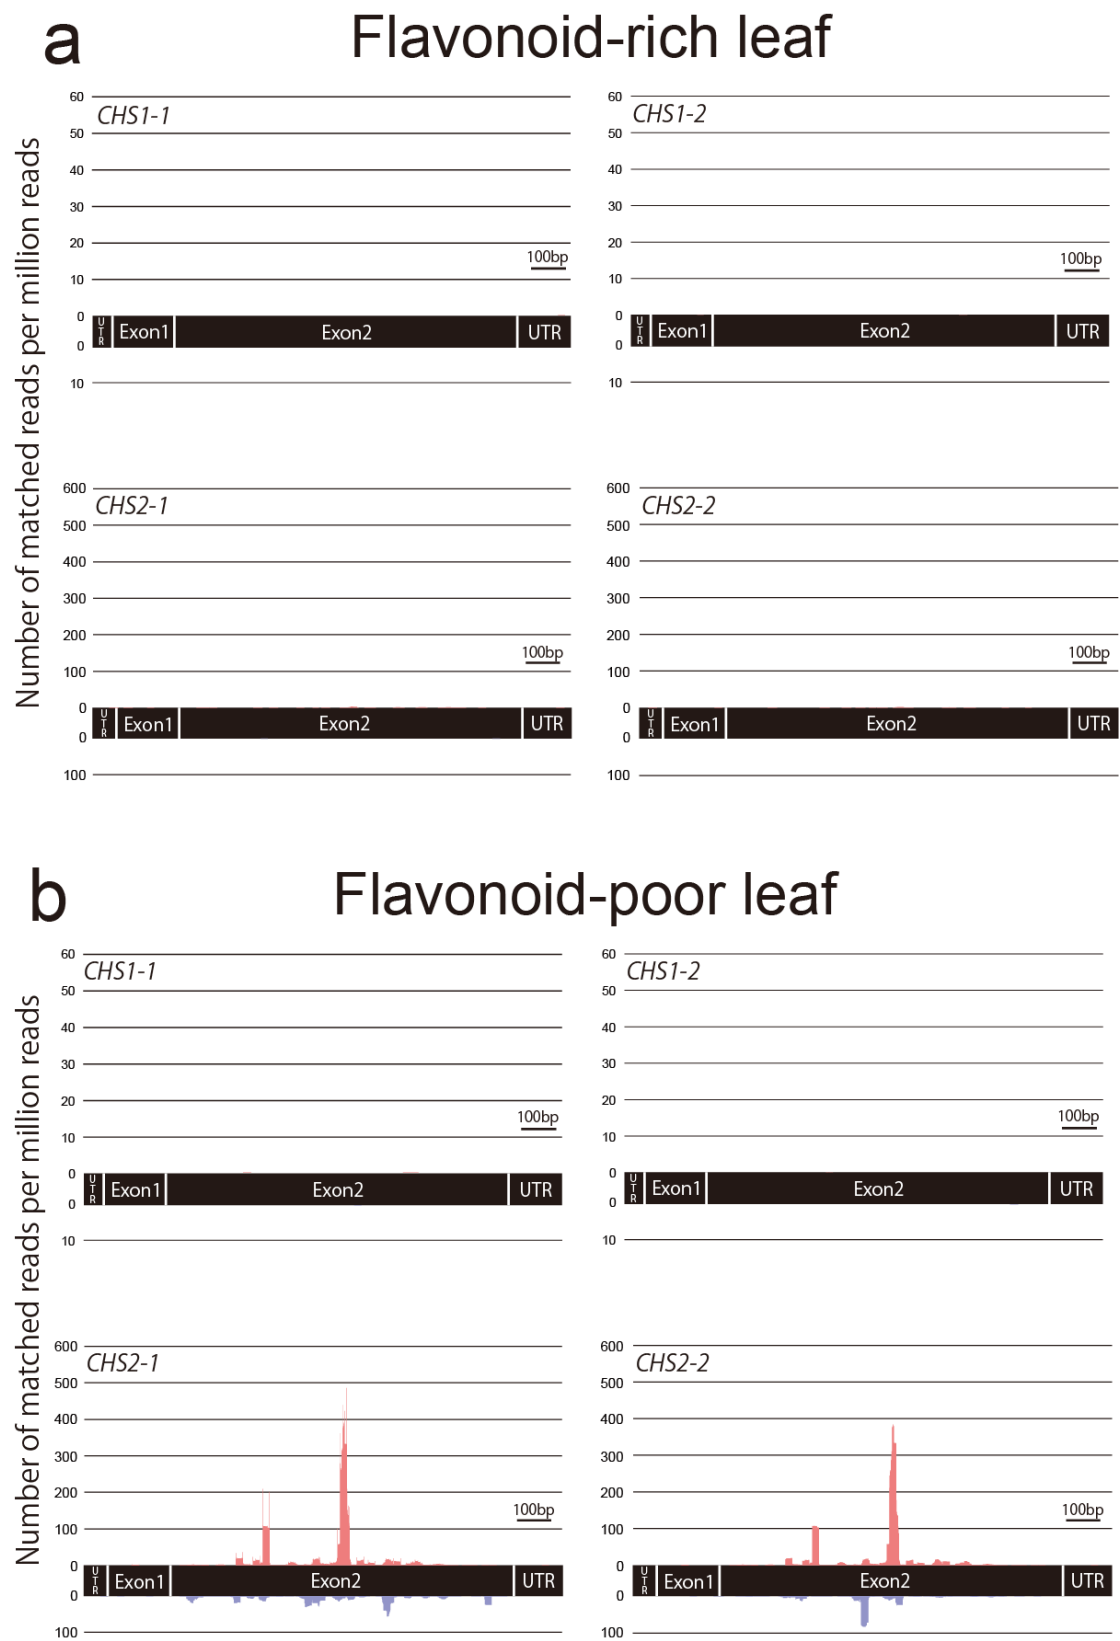 a Flavonoid-rich leaf
Number of matched reads per million reads
CHS1-1
60
50
40
30
20
10
0
0
10
100bp
UTR Exon1 Exon2 UTR
CHS1-2
60
50
40
30
20
10
0
0
10
100bp
UTR Exon1 Exon2 UTR
CHS2-1
600
500
400
300
200
100
0
0
100
100bp
UTR Exon1 Exon2 UTR
CHS2-2
600
500
400
300
200
100
0
0
100
100bp
UTR Exon1 Exon2 UTR
b Flavonoid-poor leaf
Number of matched reads per million reads
CHS1-1
60
50
40
30
20
10
0
0
10
100bp
UTR Exon1 Exon2 UTR
CHS1-2
60
50
40
30
20
10
0
0
10
100bp
UTR Exon1 Exon2 UTR
CHS2-1
600
500
400
300
200
100
0
0
100
100bp
UTR Exon1 Exon2 UTR
CHS2-2
600
500
400
300
200
100
0
0
100
100bp
UTR Exon1 Exon2 UTR